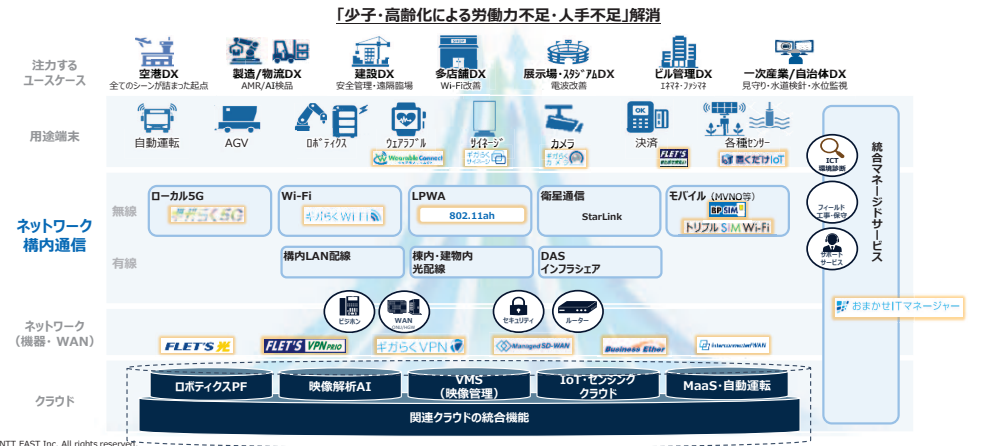 「少子・高齢化による労働力不足・人手不足」解消
注力する
ユースケース
空港DX
全てのシーンが詰まった起点
製造/物流DX
AMR/AI検品
建設DX
安全管理・遠隔臨場
多店舗DX
Wi-Fi改善
展示場・スタジアムDX
電波改善
ビル管理DX
エネマネ・ファシマネ
一次産業/自治体DX
見守り・水道検針・水位監視
用途端末
自動運転
AGV
ロボティクス
ウェアラブル
Wearable Connect
サイネージ
ギガらく
サイネージ
カメラ
ギガらく
カメラ
決済
FLET'S
各種センサー
置くだけIoT
ネットワーク
構内通信
無線
ローカル5G
ギガらく5G
Wi-Fi
ギガらくWi-Fi
LPWA
802.11ah
衛星通信
StarLink
モバイル（MVNO等）
BP SIM
トリプル SIM Wi-Fi
有線
構内LAN配線
棟内・建物内
光配線
DAS
インフラシェア
ネットワーク
（機器・WAN）
ビジホン
WAN
ONU/HGW
セキュリティ
ルーター
FLET'S 光
FLET'S VPN PRIO
ギガらくVPN
Managed SD-WAN
Business Ether
Interconnected WAN
クラウド
ロボティクスPF
映像解析AI
VMS
（映像管理）
IoT・センシング
クラウド
MaaS・自動運転
関連クラウドの統合機能
ICT
環境診断
フィールド
工事・保守
サポート
サービス
統合マネージドサービス
おまかせITマネージャー
NTT EAST Inc. All rights reserved.